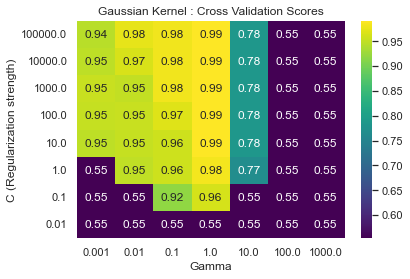 Gaussian Kernel : Cross Validation Scores
C (Regularization strength)
100000.0 0.94 0.98 0.98 0.99 0.78 0.55 0.55
10000.0 0.95 0.97 0.98 0.99 0.78 0.55 0.55
1000.0 0.95 0.95 0.98 0.99 0.78 0.55 0.55
100.0 0.95 0.95 0.97 0.99 0.78 0.55 0.55
10.0 0.95 0.95 0.96 0.99 0.78 0.55 0.55
1.0 0.55 0.95 0.96 0.99 0.77 0.55 0.55
0.1 0.55 0.55 0.92 0.96 0.55 0.55 0.55
0.01 0.55 0.55 0.55 0.55 0.55 0.55 0.55
0.001 0.01 0.1 1.0 10.0 100.0 1000.0
Gamma
0.95
0.90
0.85
0.80
0.75
0.70
0.65
0.60